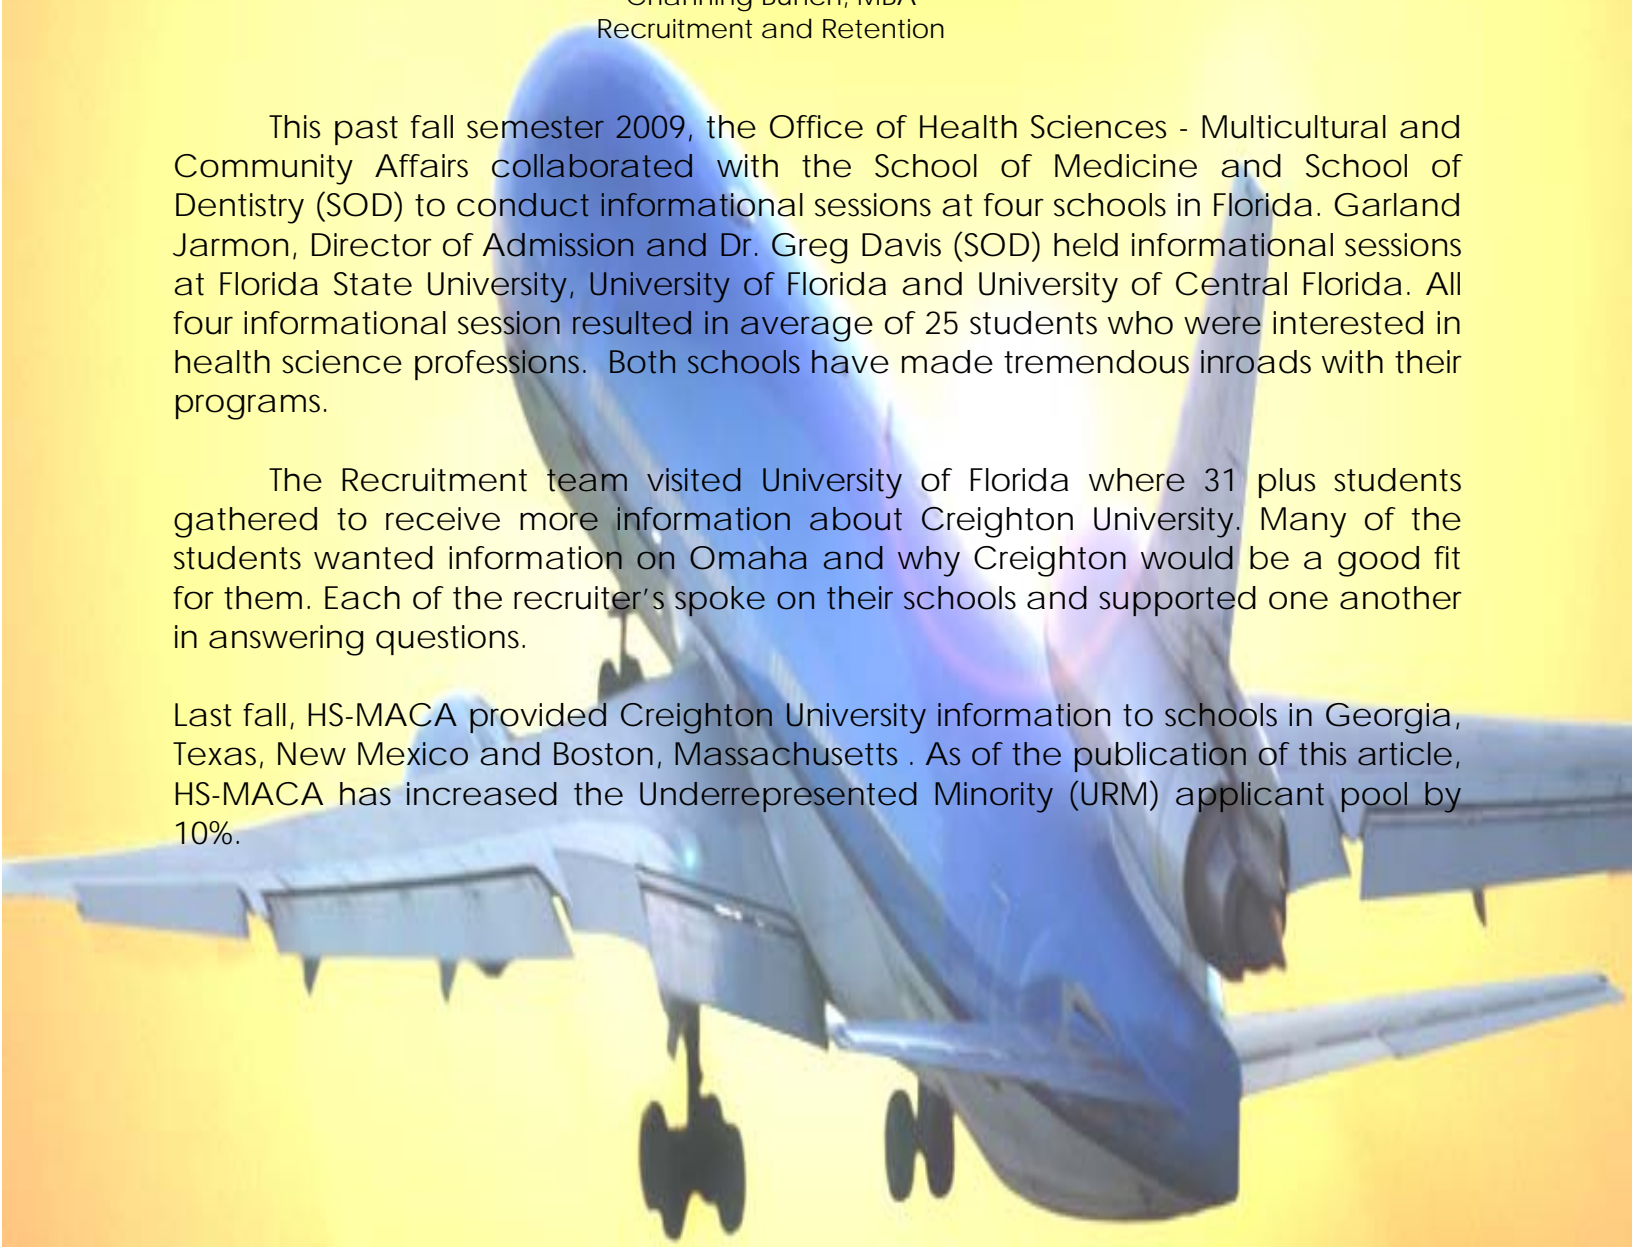 Channing Bunch, MBA
Recruitment and Retention
This past fall semester 2009, the Office of Health Sciences - Multicultural and
Community Affairs collaborated with the School of Medicine and School of
Dentistry (SOD) to conduct informational sessions at four schools in Florida. Garland
Jarmon, Director of Admission and Dr. Greg Davis (SOD) held informational sessions
at Florida State University, University of Florida and University of Central Florida. All
four informational session resulted in average of 25 students who were interested in
health science professions. Both schools have made tremendous inroads with their
programs.
The Recruitment team visited University of Florida where 31 plus students
gathered to receive more information about Creighton University. Many of the
students wanted information on Omaha and why Creighton would be a good fit
for them. Each of the recruiter's spoke on their schools and supported one another
in answering questions.
Last fall, HS-MACA provided Creighton University information to schools in Georgia,
Texas, New Mexico and Boston, Massachusetts . As of the publication of this article,
HS-MACA has increased the Underrepresented Minority (URM) applicant pool by
10%.